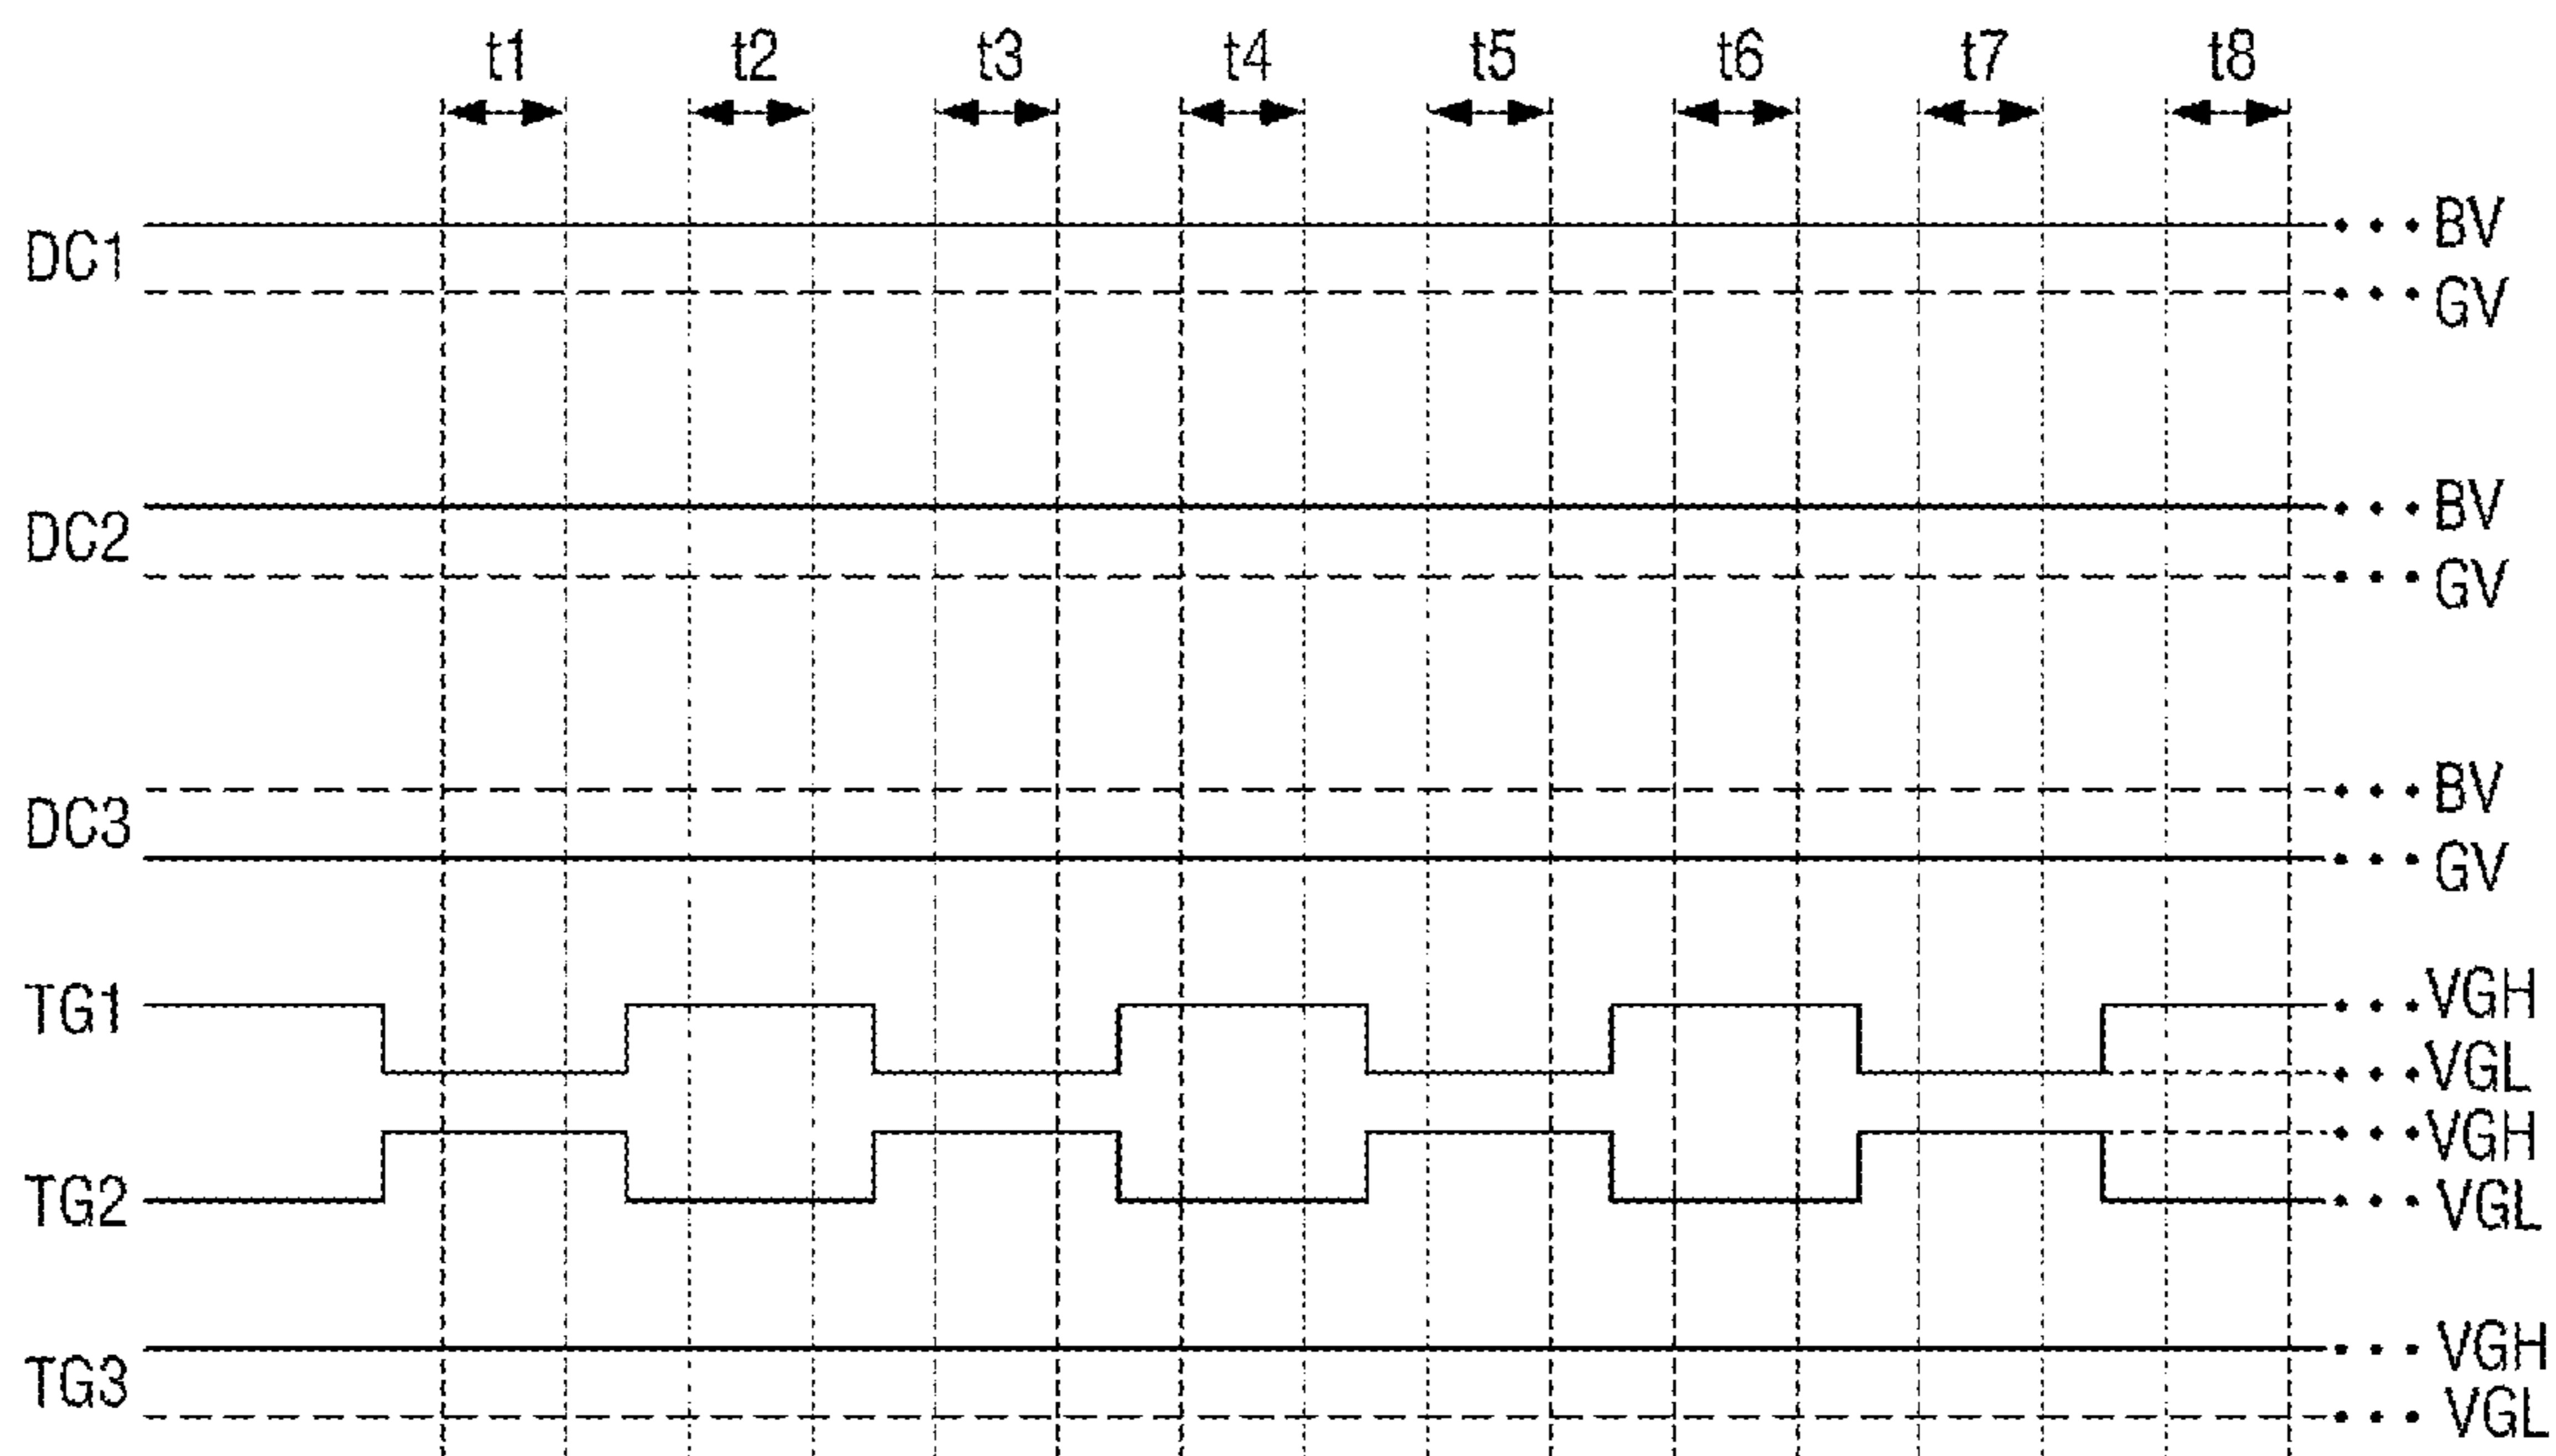 t1 t2 t3 t4 t5 t6 t7 t8
DC1
BV
GV
DC2
BV
GV
DC3
BV
GV
TG1
VGH
VGL
TG2
VGH
VGL
TG3
VGH
VGL